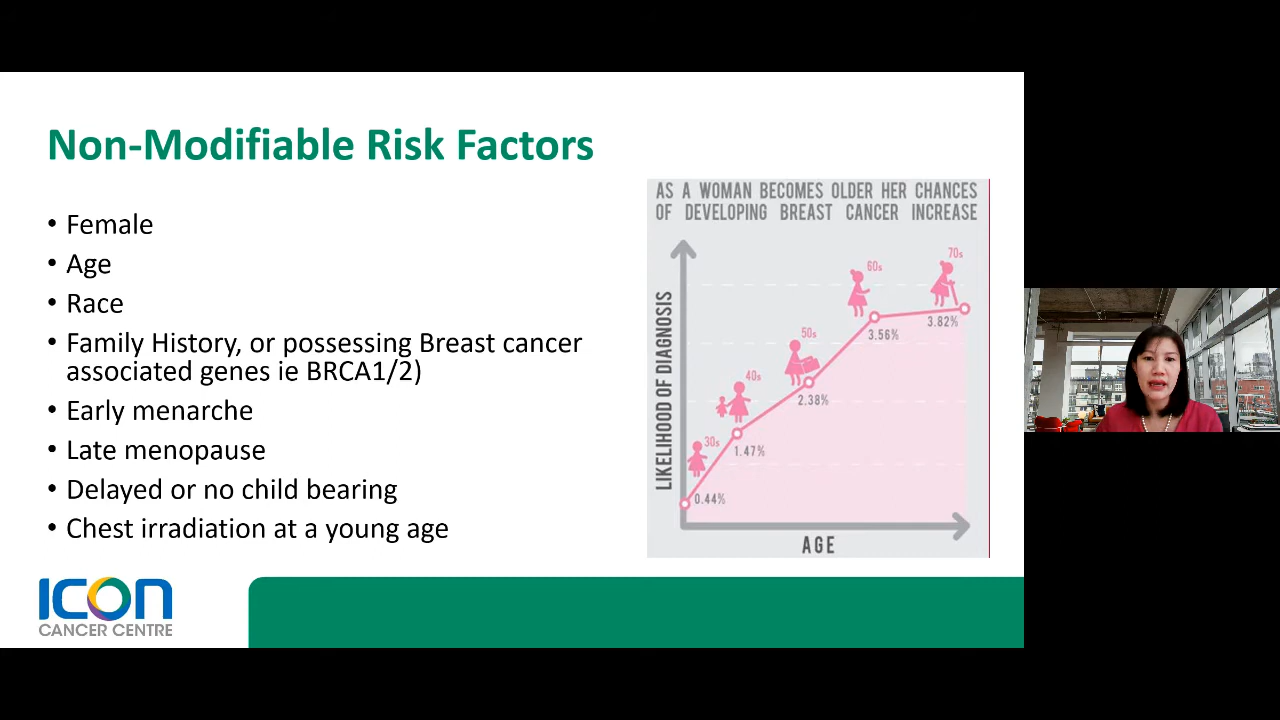 Non-Modifiable Risk Factors
• Female
• Age
• Race
• Family History, or possessing Breast cancer
associated genes ie BRCA1/2)
• Early menarche
• Late menopause
• Delayed or no child bearing
• Chest irradiation at a young age
AS A WOMAN BECOMES OLDER HER CHANCES
OF DEVELOPING BREAST CANCER INCREASE
LIKELIHOOD OF DIAGNOSIS
30s
0.44%
40s
1.47%
50s
2.38%
60s
3.56%
70s
3.82%
AGE
ICON
CANCER CENTRE